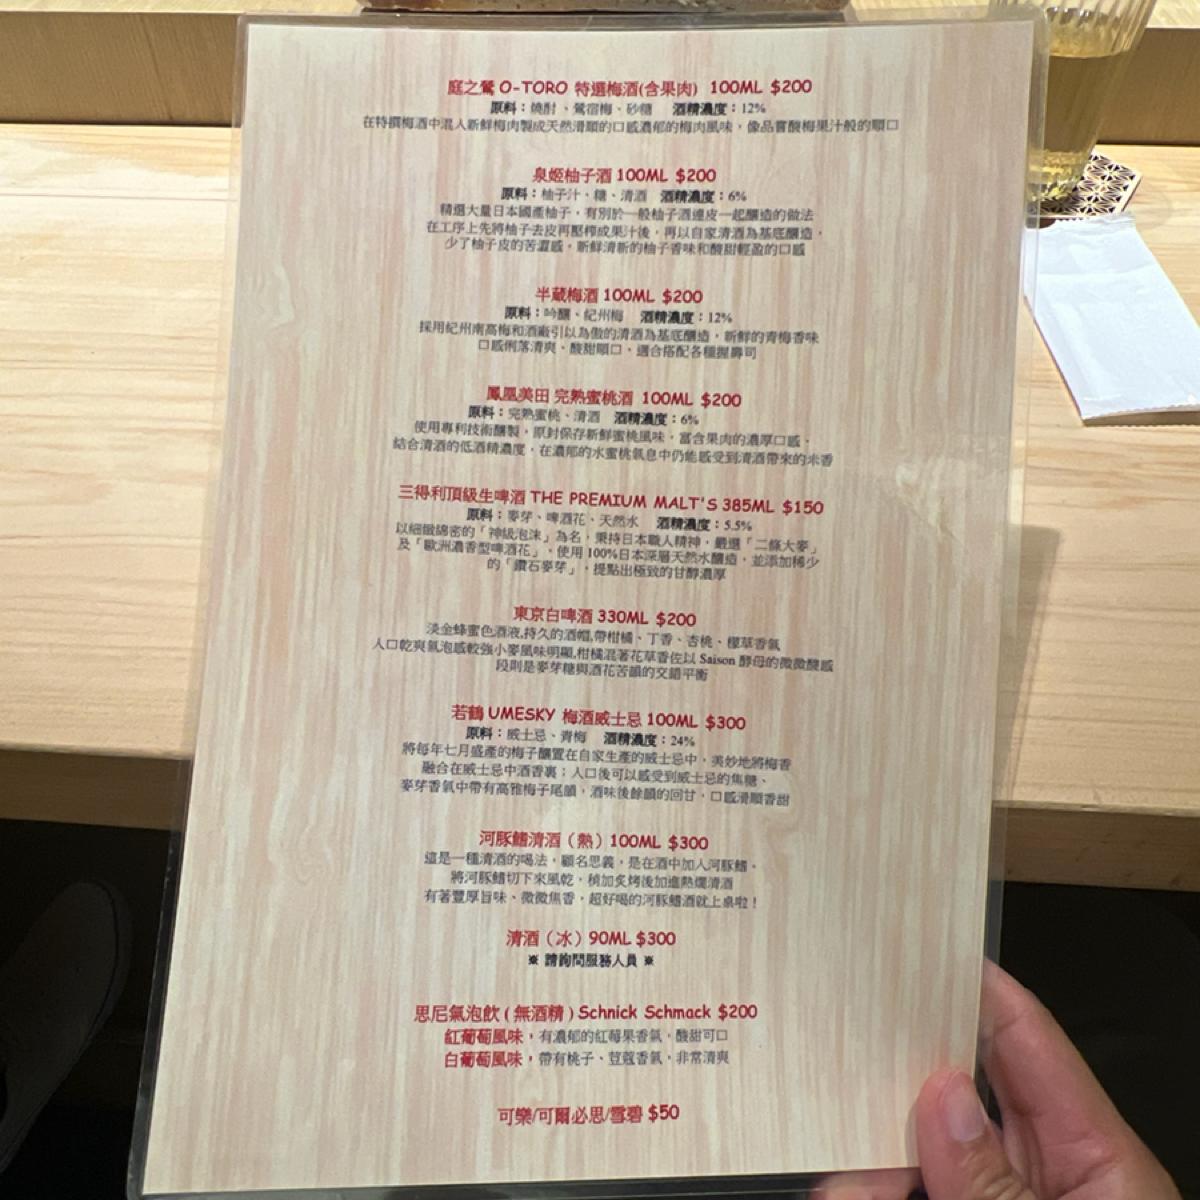 庭之鶯 O-TORO 特選梅酒(含果肉) 100ML $200
原料：燒酎、鶯宿梅、砂糖 酒精濃度：12%
在特撰梅酒中混入新鮮梅肉製成天然滑順的口感濃郁的梅肉風味，像品嘗酸梅果汁般的順口
泉姬柚子酒 100ML $200
原料：柚子汁、糖、清酒 酒精濃度：6%
精選大量日本國產柚子，有別於一般柚子酒連皮一起釀造的做法
在工序上先將柚子去皮再壓榨成果汁後，再以自家清酒為基底釀造，
少了柚子皮的苦澀感，新鮮清新的柚子香味和酸甜輕盈的口感
半蔵梅酒 100ML $200
原料：吟釀、紀州梅 酒精濃度：12%
採用紀州南高梅和酒廠引以為傲的清酒為基底釀造，新鮮的青梅香味
口感俐落清爽、酸甜順口，適合搭配各種握壽司
鳳凰美田 完熟蜜桃酒 100ML $200
原料：完熟蜜桃、清酒 酒精濃度：6%
使用專利技術釀製，原封保存新鮮蜜桃風味，富含果肉的濃厚口感，
結合清酒的低酒精濃度，在濃郁的水蜜桃氣息中仍能感受到清酒帶來的米香
三得利頂級生啤酒 THE PREMIUM MALT'S 385ML $150
原料：麥芽、啤酒花、天然水 酒精濃度：5.5%
以細緻綿密的「神級泡沫」為名，秉持日本職人精神，嚴選「二條大麥」
及「歐洲濃香型啤酒花」，使用 100%日本深層天然水釀造，並添加稀少
的「鑽石麥芽」，提點出極致的甘醇濃厚
東京白啤酒 330ML $200
淡金蜂蜜色酒液,持久的酒帽,帶柑橘、丁香、杏桃、檀草香氣
入口乾爽氣泡感較強小麥風味明顯,柑橘混著花草香佐以 Saison 酵母的微微酸感
段則是麥芽糖與酒花苦韻的交錯平衡
若鶴 UMESKY 梅酒威士忌 100ML $300
原料：威士忌、青梅 酒精濃度：24%
將每年七月盛產的梅子釀置在自家生產的威士忌中，美妙地將梅香
融合在威士忌中酒香裏；入口後可以感受到威士忌的焦糖、
麥芽香氣中帶有高雅梅子尾韻，酒味後餘韻的回甘，口感滑順香甜
河豚鰭清酒（熱）100ML $300
這是一種清酒的喝法，顧名思義，是在酒中加入河豚鰭。
將河豚鰭切下來風乾，稍加炙烤後加進熱燗清酒
有著豐厚旨味、微微焦香，超好喝的河豚鰭酒就上桌啦！
清酒（冰）90ML $300
※ 請詢問服務人員 ※
思尼氣泡飲 ( 無酒精 ) Schnick Schmack $200
紅葡萄風味，有濃郁的紅莓果香氣，酸甜可口
白葡萄風味，帶有桃子、荳蔻香氣，非常清爽
可樂/可爾必思/雪碧 $50